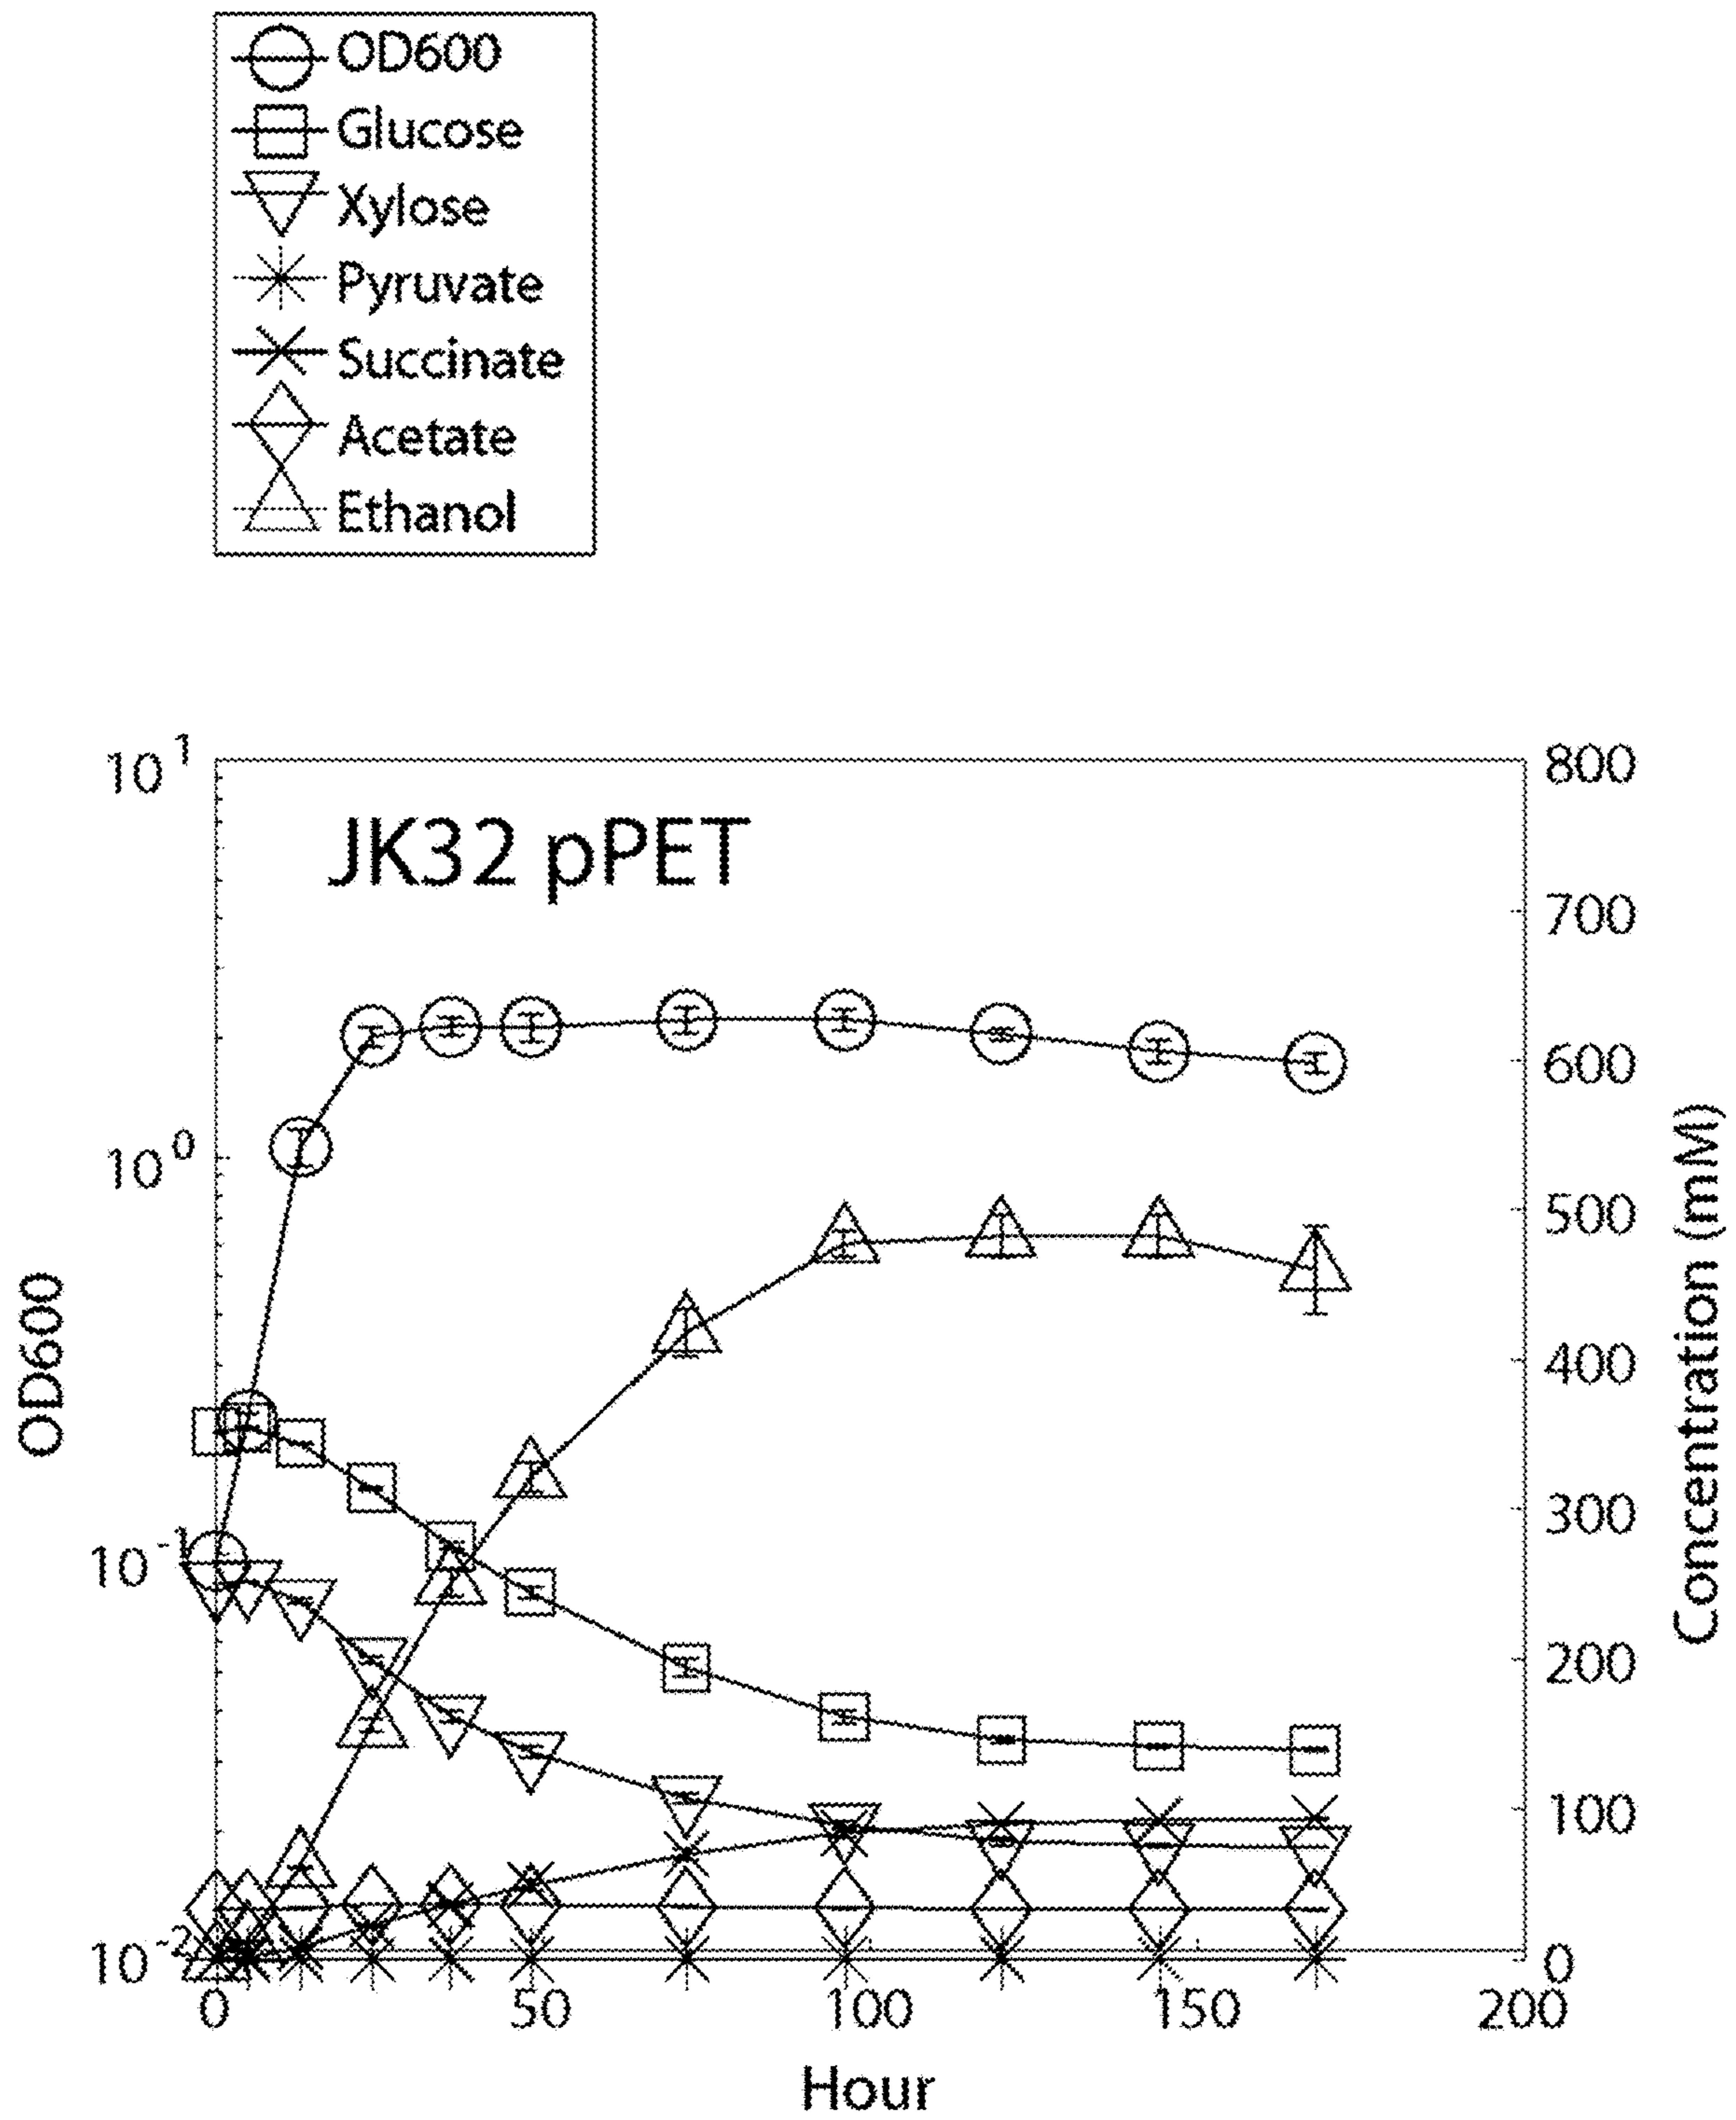 OD600
Glucose
Xylose
Pyruvate
Succinate
Acetate
Ethanol
10^1
800
JK32 pPET
700
600
10^0
500
400
300
10^-1
200
100
10^-2
0
0
50
100
150
200
OD600
Concentration (mM)
Hour